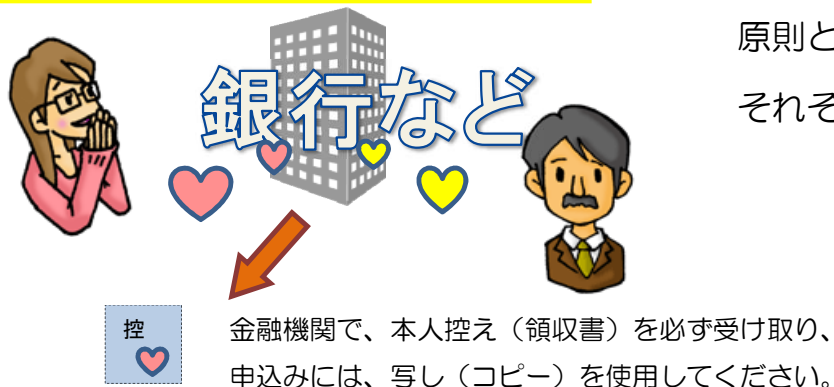 原則と
それぞ
銀行など
控
金融機関で、本人控え（領収書）を必ず受け取り、
申込みには、写し（コピー）を使用してください。